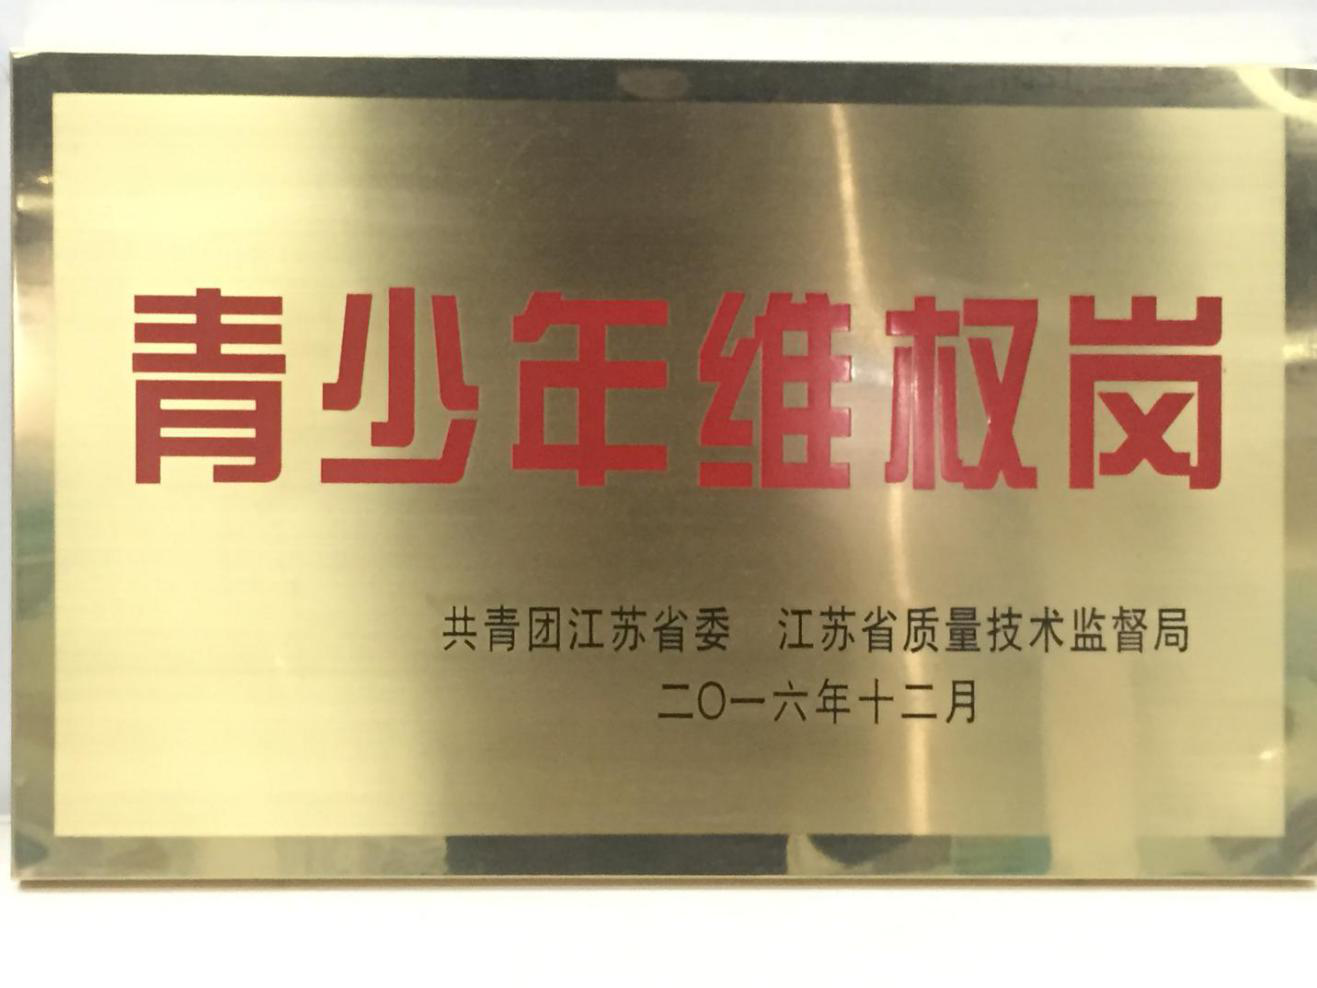 青少年维权岗
共青团江苏省委 江苏省质量技术监督局
二〇一六年十二月